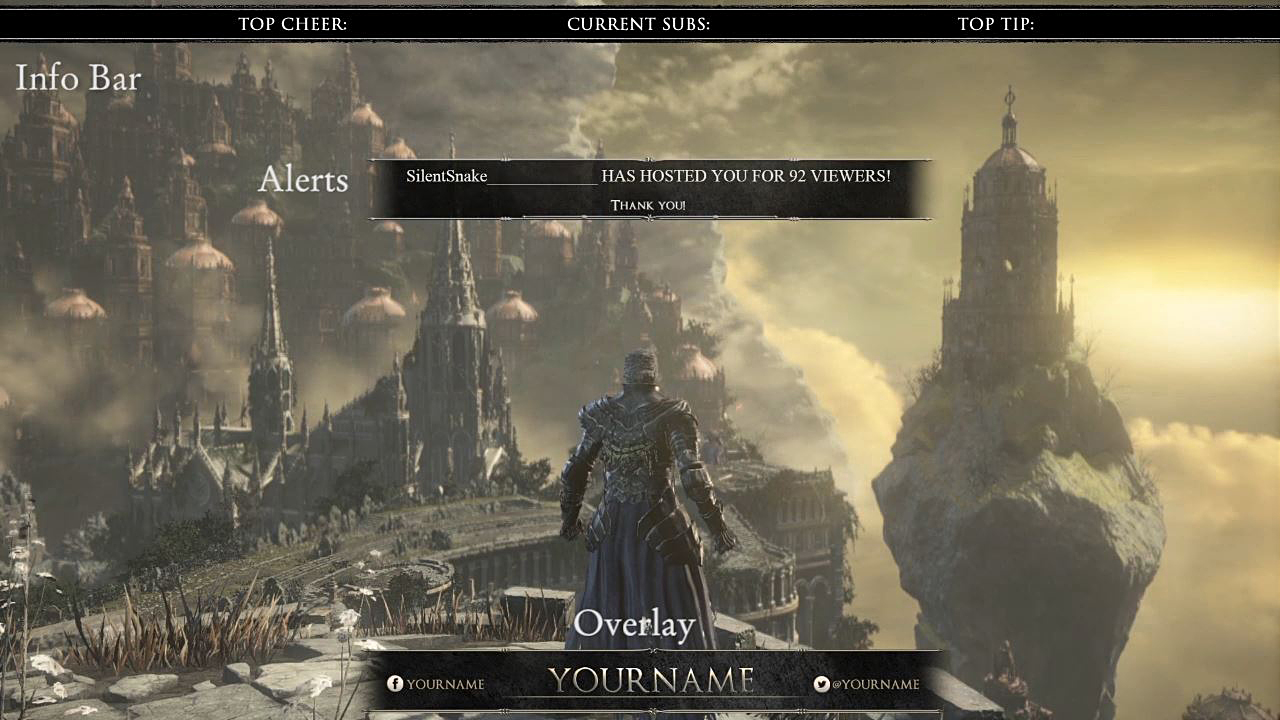 TOP CHEER: CURRENT SUBS: TOP TIP:
Info Bar
Alerts
SilentSnake_____________ HAS HOSTED YOU FOR 92 VIEWERS!
THANK YOU!
Overlay
f YOURNAME YOURNAME @YOURNAME